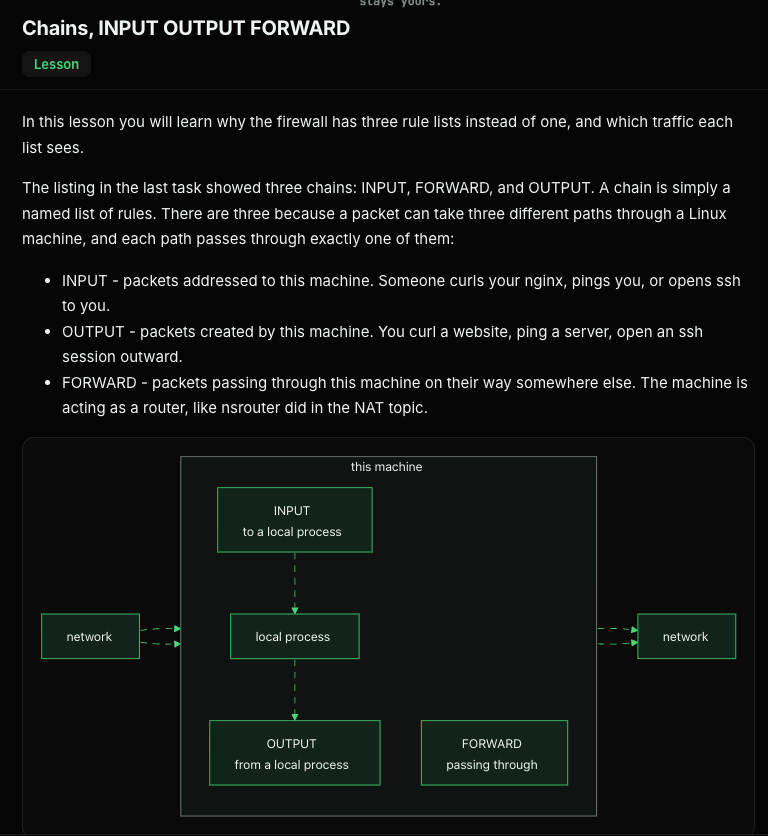 stays yours.
Chains, INPUT OUTPUT FORWARD
Lesson
In this lesson you will learn why the firewall has three rule lists instead of one, and which traffic each
list sees.
The listing in the last task showed three chains: INPUT, FORWARD, and OUTPUT. A chain is simply a
named list of rules. There are three because a packet can take three different paths through a Linux
machine, and each path passes through exactly one of them:
• INPUT - packets addressed to this machine. Someone curls your nginx, pings you, or opens ssh
to you.
• OUTPUT - packets created by this machine. You curl a website, ping a server, open an ssh
session outward.
• FORWARD - packets passing through this machine on their way somewhere else. The machine is
acting as a router, like nsrouter did in the NAT topic.
this machine
INPUT
to a local process
network
local process
network
OUTPUT
from a local process
FORWARD
passing through